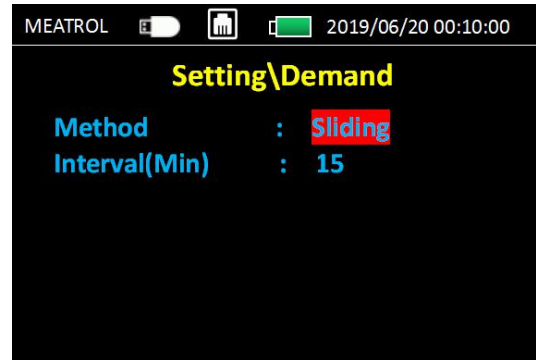 MEATROL 2019/06/20 00:10:00
Setting\Demand
Method : Sliding
Interval(Min) : 15